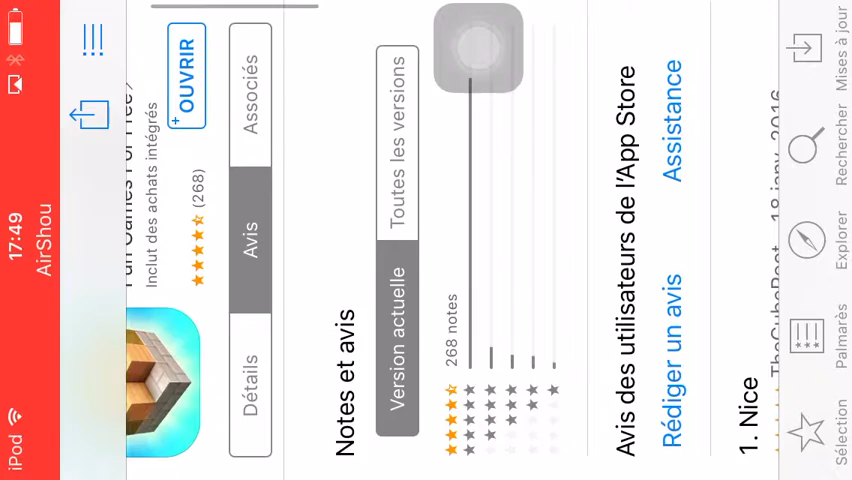 iPod 17:49
AirShou
Inclut des achats intégrés
(268)
+ OUVRIR
Détails Avis Associés
Notes et avis
Version actuelle Toutes les versions
268 notes
Avis des utilisateurs de l'App Store
Rédiger un avis Assistance
1. Nice
Sélection Palmarès Explorer Rechercher Mises à jour